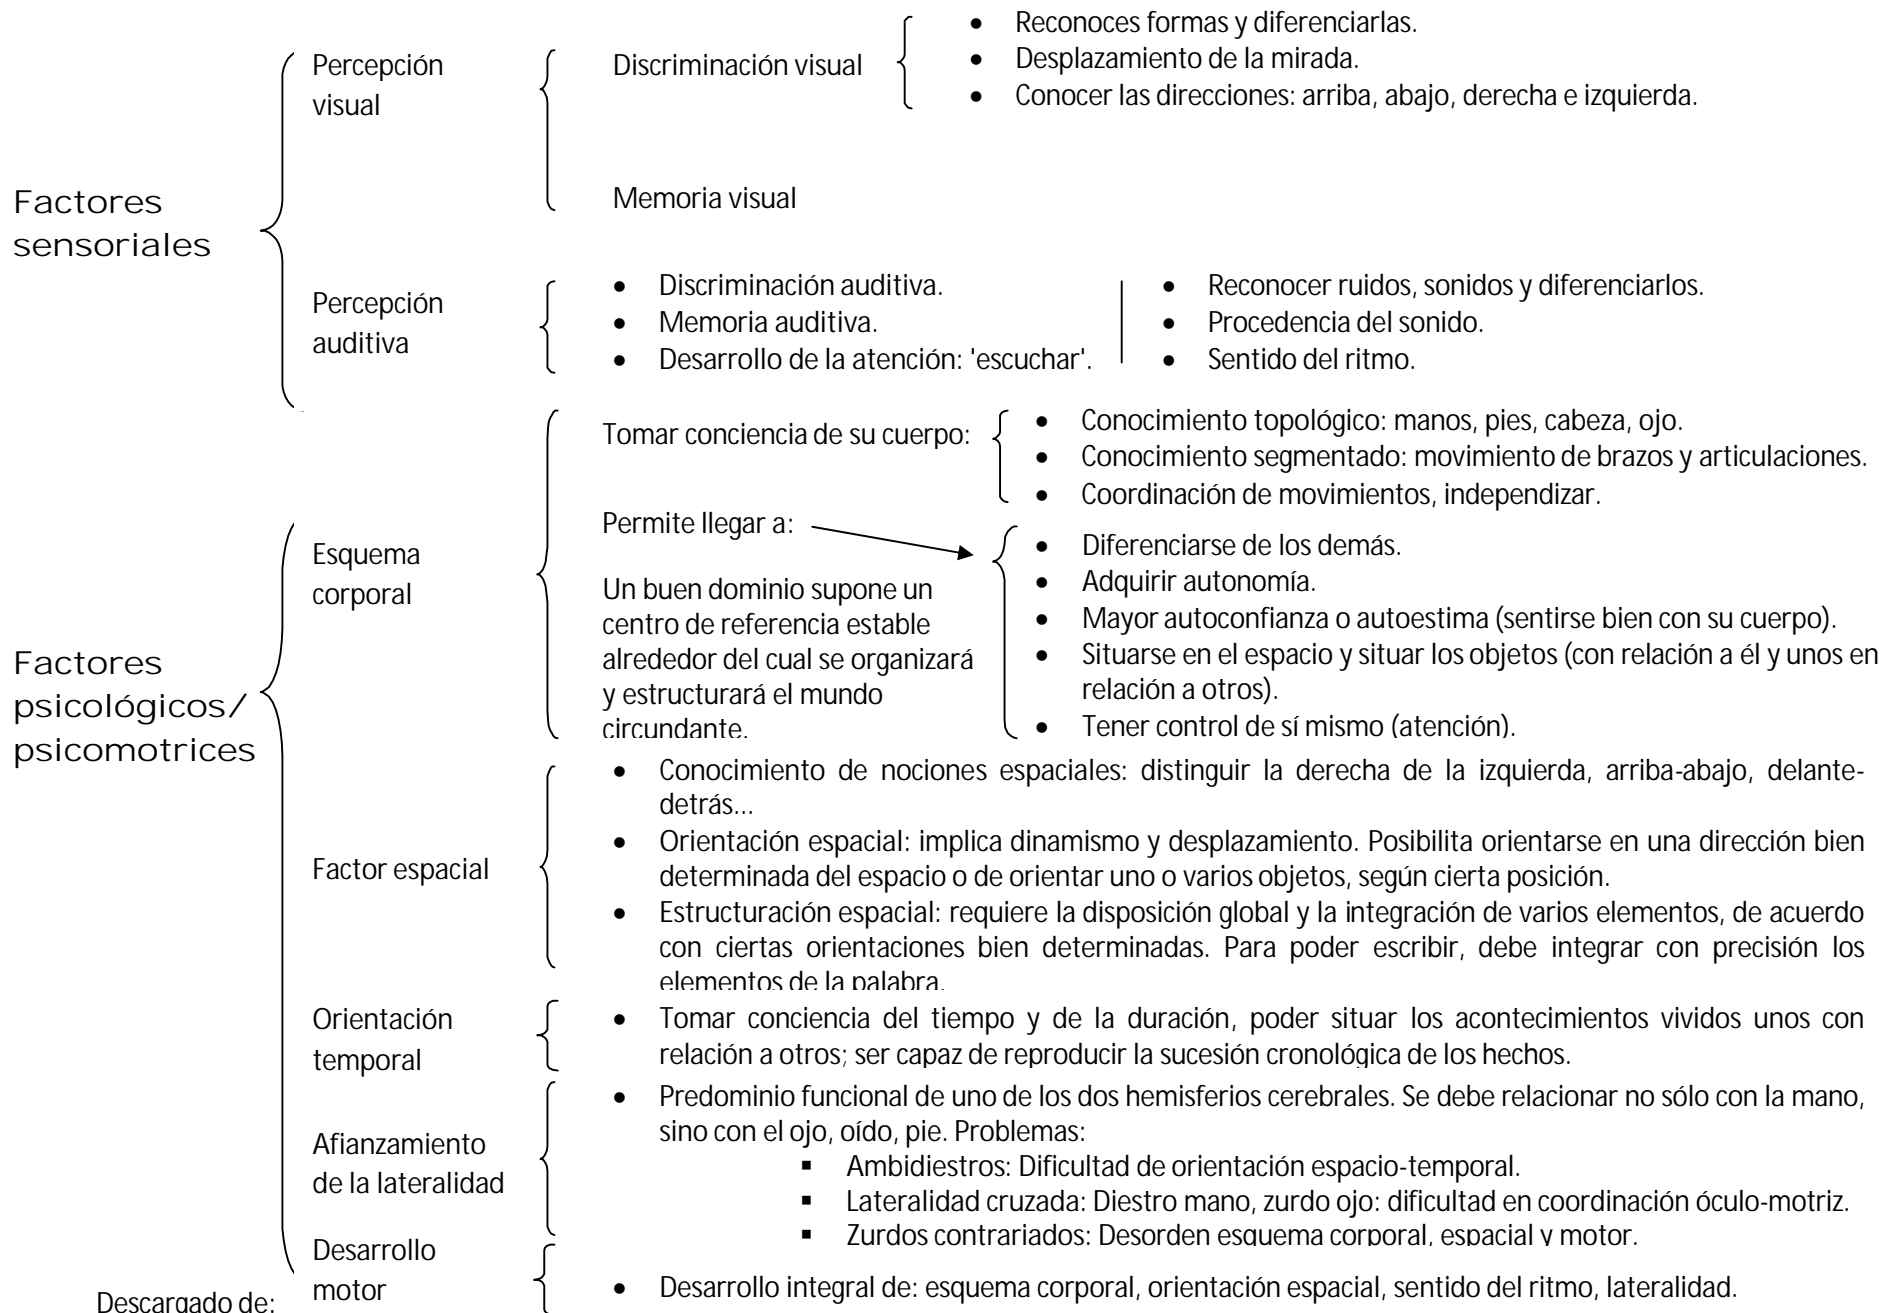 Factores
sensoriales
Percepción
visual
Discriminación visual
• Reconoces formas y diferenciarlas.
• Desplazamiento de la mirada.
• Conocer las direcciones: arriba, abajo, derecha e izquierda.
Memoria visual
Percepción
auditiva
• Discriminación auditiva.
• Memoria auditiva.
• Desarrollo de la atención: 'escuchar'.
• Reconocer ruidos, sonidos y diferenciarlos.
• Procedencia del sonido.
• Sentido del ritmo.
Factores
psicológicos/
psicomotrices
Esquema
corporal
Tomar conciencia de su cuerpo:
• Conocimiento topológico: manos, pies, cabeza, ojo.
• Conocimiento segmentado: movimiento de brazos y articulaciones.
• Coordinación de movimientos, independizar.
Permite llegar a:
• Diferenciarse de los demás.
• Adquirir autonomía.
• Mayor autoconfianza o autoestima (sentirse bien con su cuerpo).
• Situarse en el espacio y situar los objetos (con relación a él y unos en
relación a otros).
• Tener control de sí mismo (atención).
Un buen dominio supone un
centro de referencia estable
alrededor del cual se organizará
y estructurará el mundo
circundante.
Factor espacial
• Conocimiento de nociones espaciales: distinguir la derecha de la izquierda, arriba-abajo, delante-
detrás...
• Orientación espacial: implica dinamismo y desplazamiento. Posibilita orientarse en una dirección bien
determinada del espacio o de orientar uno o varios objetos, según cierta posición.
• Estructuración espacial: requiere la disposición global y la integración de varios elementos, de acuerdo
con ciertas orientaciones bien determinadas. Para poder escribir, debe integrar con precisión los
elementos de la palabra.
Orientación
temporal
• Tomar conciencia del tiempo y de la duración, poder situar los acontecimientos vividos unos con
relación a otros; ser capaz de reproducir la sucesión cronológica de los hechos.
Afianzamiento
de la lateralidad
• Predominio funcional de uno de los dos hemisferios cerebrales. Se debe relacionar no sólo con la mano,
sino con el ojo, oído, pie. Problemas:
▪ Ambidiestros: Dificultad de orientación espacio-temporal.
▪ Lateralidad cruzada: Diestro mano, zurdo ojo: dificultad en coordinación óculo-motriz.
▪ Zurdos contrariados: Desorden esquema corporal, espacial y motor.
Desarrollo
motor
• Desarrollo integral de: esquema corporal, orientación espacial, sentido del ritmo, lateralidad.
Descargado de: